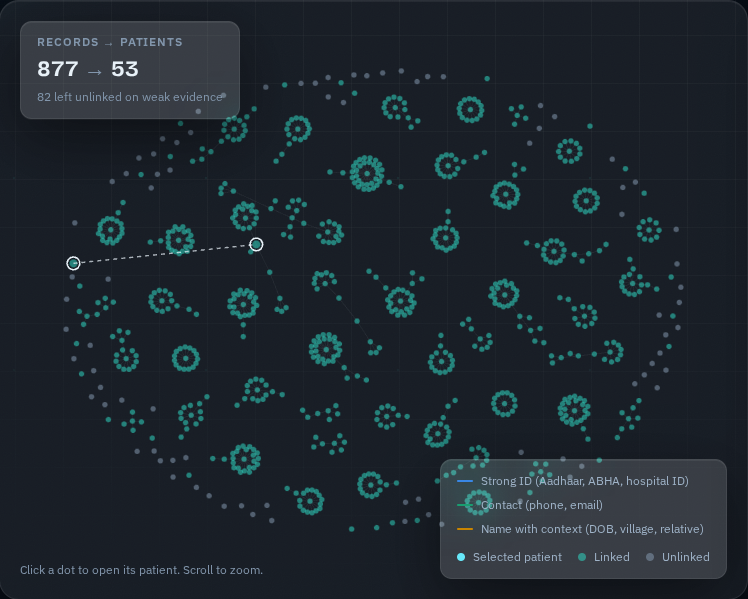 RECORDS → PATIENTS
877 → 53
82 left unlinked on weak evidence
Strong ID (Aadhaar, ABHA, hospital ID)
Contact (phone, email)
Name with context (DOB, village, relative)
Selected patient Linked Unlinked
Click a dot to open its patient. Scroll to zoom.